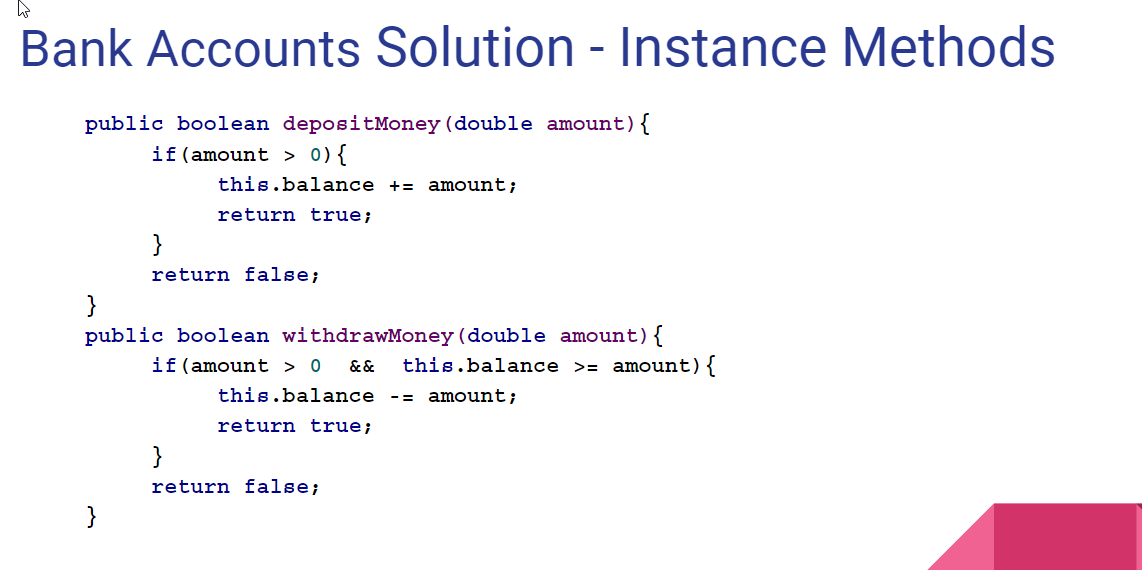 Bank Accounts Solution - Instance Methods
public boolean depositMoney(double amount){
if(amount > 0){
this.balance += amount;
return true;
}
return false;
}
public boolean withdrawMoney(double amount){
if(amount > 0 && this.balance >= amount){
this.balance -= amount;
return true;
}
return false;
}